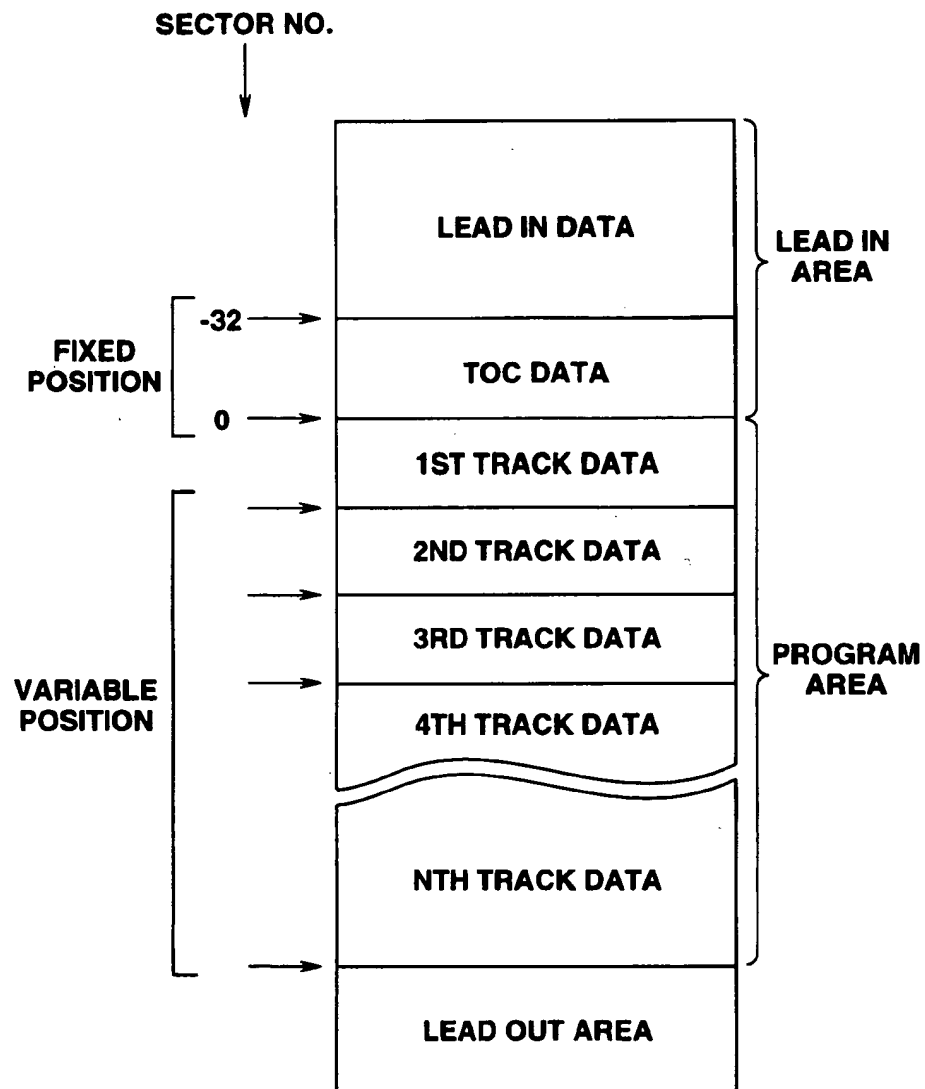 SECTOR NO.
LEAD IN DATA
LEAD IN
AREA
-32
FIXED
POSITION
TOC DATA
0
1ST TRACK DATA
2ND TRACK DATA
3RD TRACK DATA
PROGRAM
AREA
VARIABLE
POSITION
4TH TRACK DATA
NTH TRACK DATA
LEAD OUT AREA